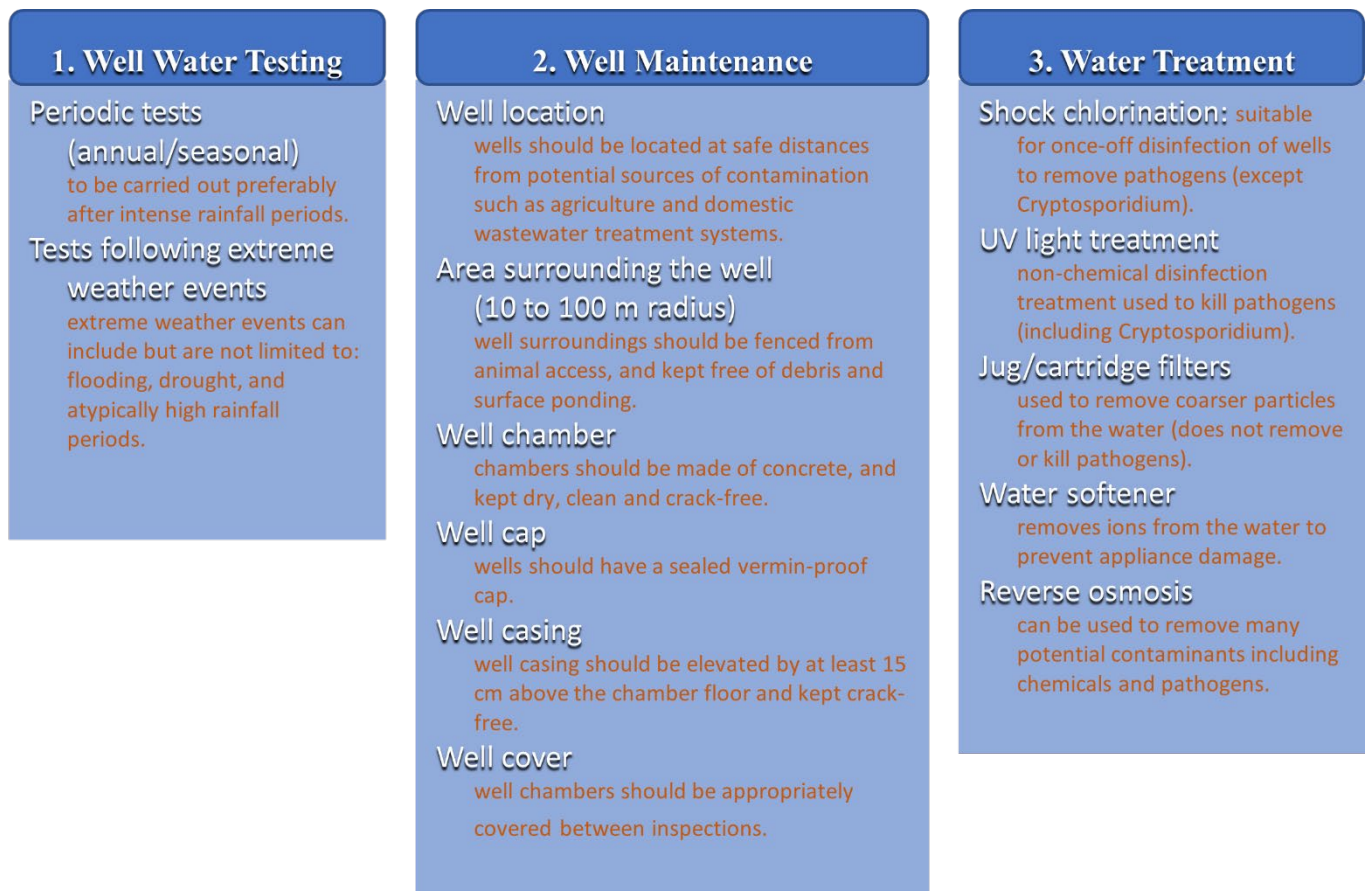 1. Well Water Testing
Periodic tests
(annual/seasonal)
to be carried out preferably
after intense rainfall periods.
Tests following extreme
weather events
extreme weather events can
include but are not limited to:
flooding, drought, and
atypically high rainfall
periods.
2. Well Maintenance
Well location
wells should be located at safe distances
from potential sources of contamination
such as agriculture and domestic
wastewater treatment systems.
Area surrounding the well
(10 to 100 m radius)
well surroundings should be fenced from
animal access, and kept free of debris and
surface ponding.
Well chamber
chambers should be made of concrete, and
kept dry, clean and crack-free.
Well cap
wells should have a sealed vermin-proof
cap.
Well casing
well casing should be elevated by at least 15
cm above the chamber floor and kept crack-
free.
Well cover
well chambers should be appropriately
covered between inspections.
3. Water Treatment
Shock chlorination: suitable
for once-off disinfection of wells
to remove pathogens (except
Cryptosporidium).
UV light treatment
non-chemical disinfection
treatment used to kill pathogens
(including Cryptosporidium).
Jug/cartridge filters
used to remove coarser particles
from the water (does not remove
or kill pathogens).
Water softener
removes ions from the water to
prevent appliance damage.
Reverse osmosis
can be used to remove many
potential contaminants including
chemicals and pathogens.